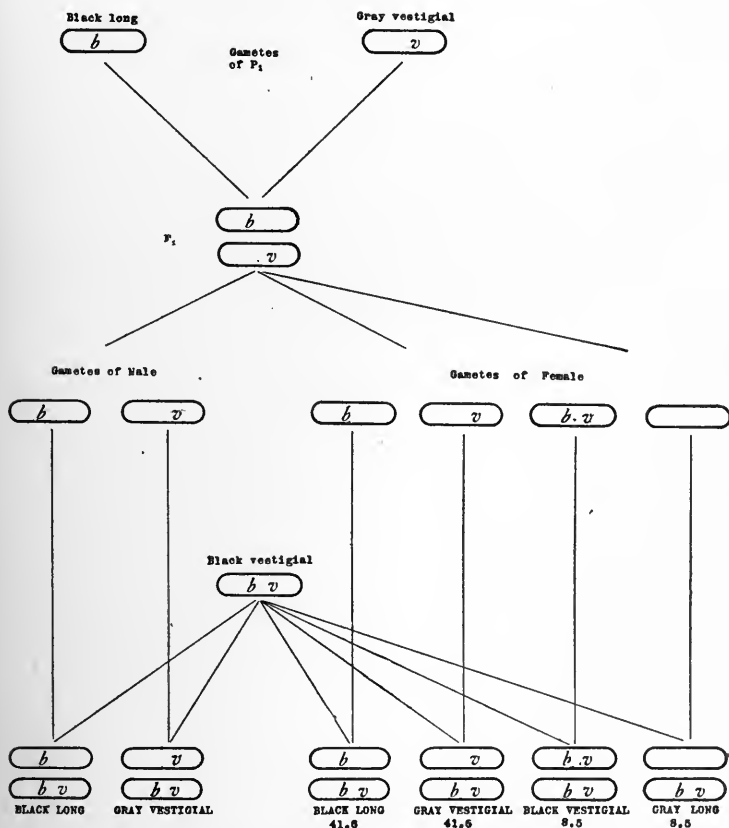 Black long
Gray vestigial
b
v
Gametes
of P₁
b
F₁
. v
Gametes of Male
Gametes of Female
b
v
b
v
b. v
Black vestigial
b v
b
v
b
v
b .v
b v
b v
b v
b v
b v
b v
BLACK LONG
GRAY VESTIGIAL
BLACK LONG
GRAY VESTIGIAL
BLACK VESTIGIAL
GRAY LONG
41.6
41.6
8.5
8.5